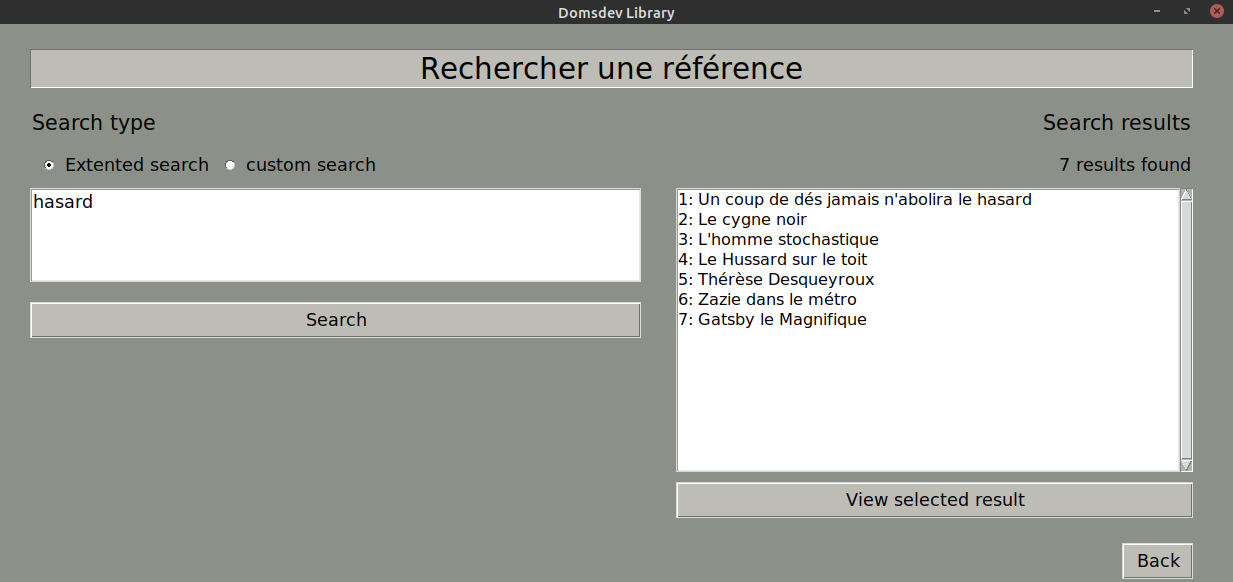 Domsdev Library
Rechercher une référence
Search type
Search results
Extented search
custom search
7 results found
hasard
Search
1: Un coup de dés jamais n'abolira le hasard
2: Le cygne noir
3: L'homme stochastique
4: Le Hussard sur le toit
5: Thérèse Desqueyroux
6: Zazie dans le métro
7: Gatsby le Magnifique
View selected result
Back